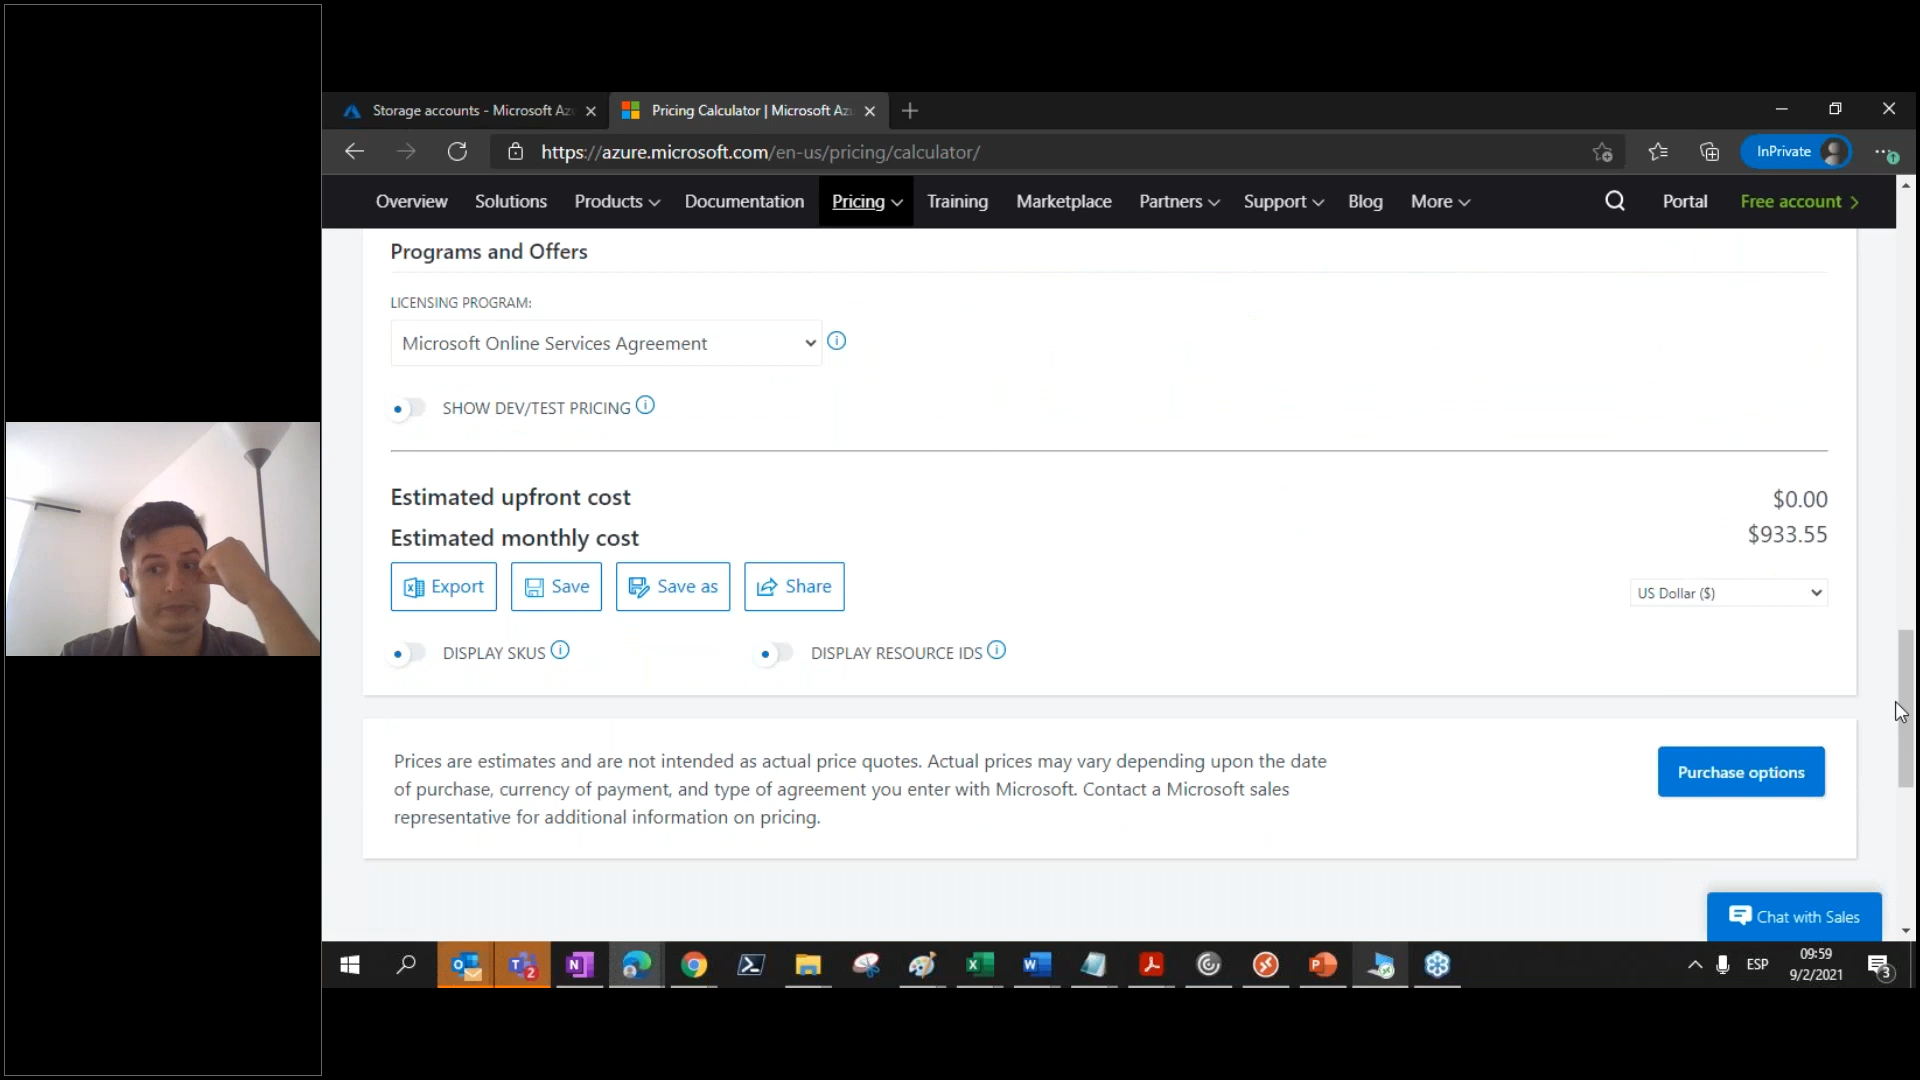 Storage accounts - Microsoft Az
Pricing Calculator | Microsoft Az
https://azure.microsoft.com/en-us/pricing/calculator/
InPrivate
Overview Solutions Products Documentation Pricing Training Marketplace Partners Support Blog More Portal Free account
Programs and Offers
LICENSING PROGRAM:
Microsoft Online Services Agreement
SHOW DEV/TEST PRICING
Estimated upfront cost $0.00
Estimated monthly cost $933.55
Export Save Save as Share
US Dollar ($)
DISPLAY SKUS DISPLAY RESOURCE IDS
Prices are estimates and are not intended as actual price quotes. Actual prices may vary depending upon the date
of purchase, currency of payment, and type of agreement you enter with Microsoft. Contact a Microsoft sales
representative for additional information on pricing.
Purchase options
Chat with Sales
ESP
09:59
9/2/2021
3
2